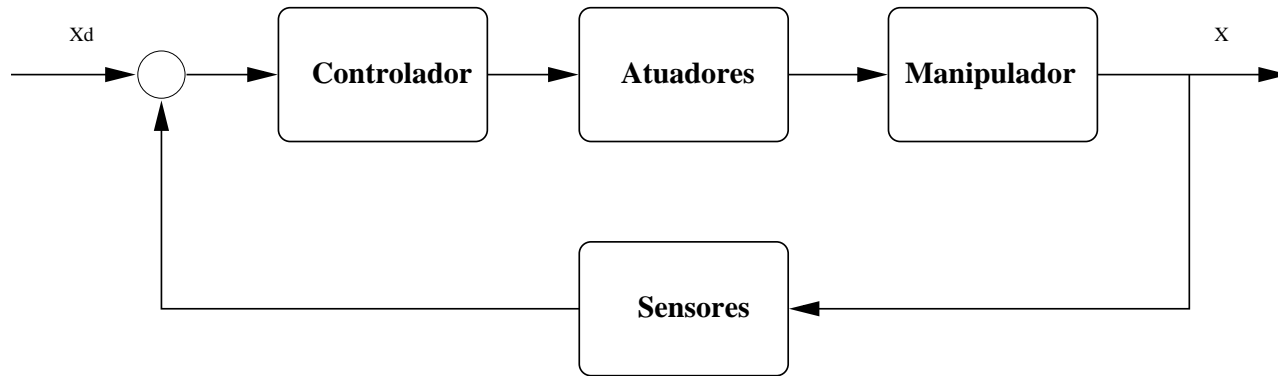 Xd
X
Controlador
Atuadores
Manipulador
Sensores